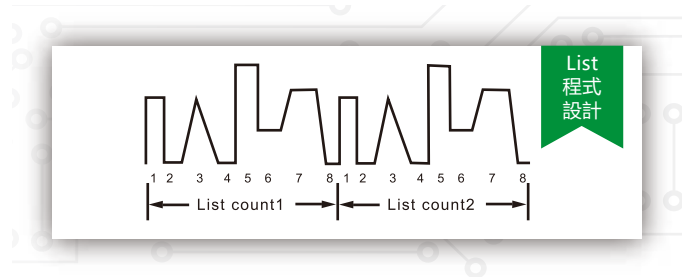 List
程式
設計
1 2 3 4 5 6 7 8 1 2 3 4 5 6 7 8
List count1 List count2